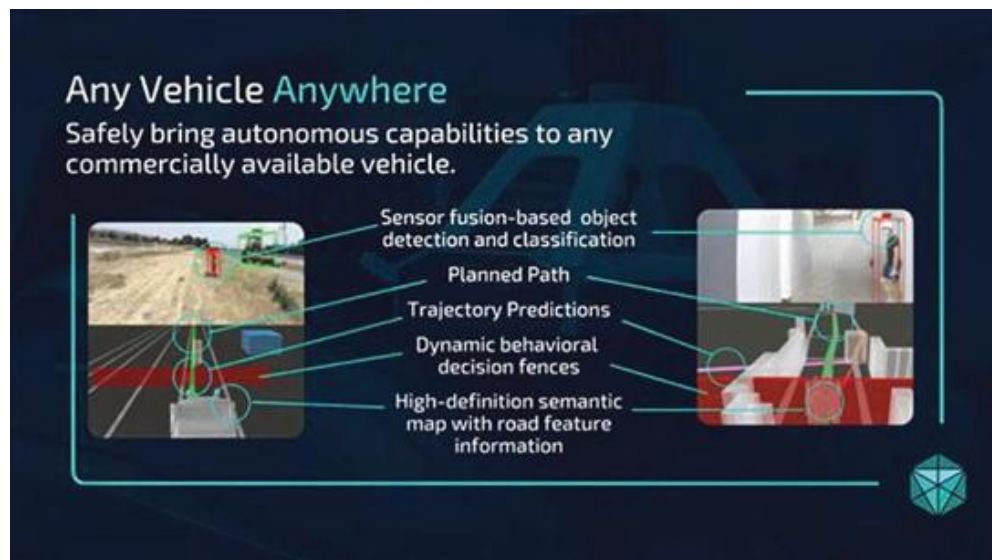 Any Vehicle Anywhere
Safely bring autonomous capabilities to any
commercially available vehicle.
Sensor fusion-based object
detection and classification
Planned Path
Trajectory Predictions
Dynamic behavioral
decision fences
High-definition semantic
map with road feature
information